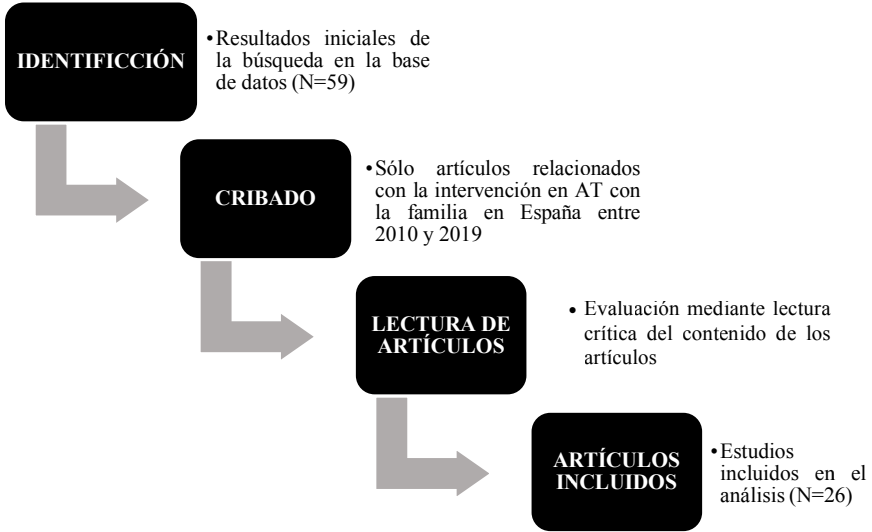 IDENTIFICCIÓN
•Resultados iniciales de
la búsqueda en la base
de datos (N=59)
CRIBADO
•Sólo artículos relacionados
con la intervención en AT con
la familia en España entre
2010 y 2019
LECTURA DE
ARTÍCULOS
• Evaluación mediante lectura
crítica del contenido de los
artículos
ARTÍCULOS
INCLUIDOS
•Estudios
incluidos en el
análisis (N=26)